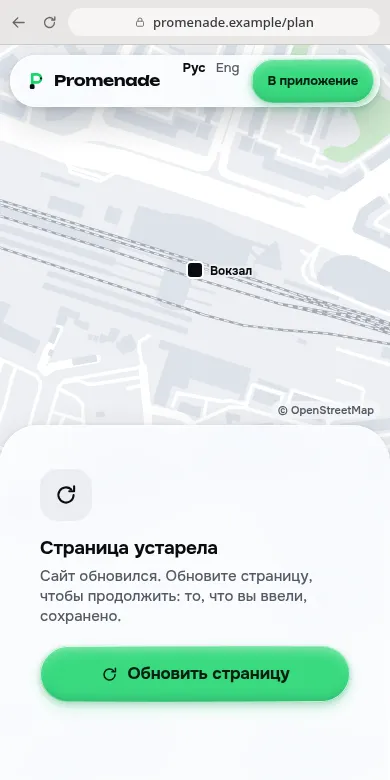 promenade.example/plan
Promenade
Рус Eng
В приложение
Вокзал
© OpenStreetMap
Страница устарела
Сайт обновился. Обновите страницу,
чтобы продолжить: то, что вы ввели,
сохранено.
Обновить страницу